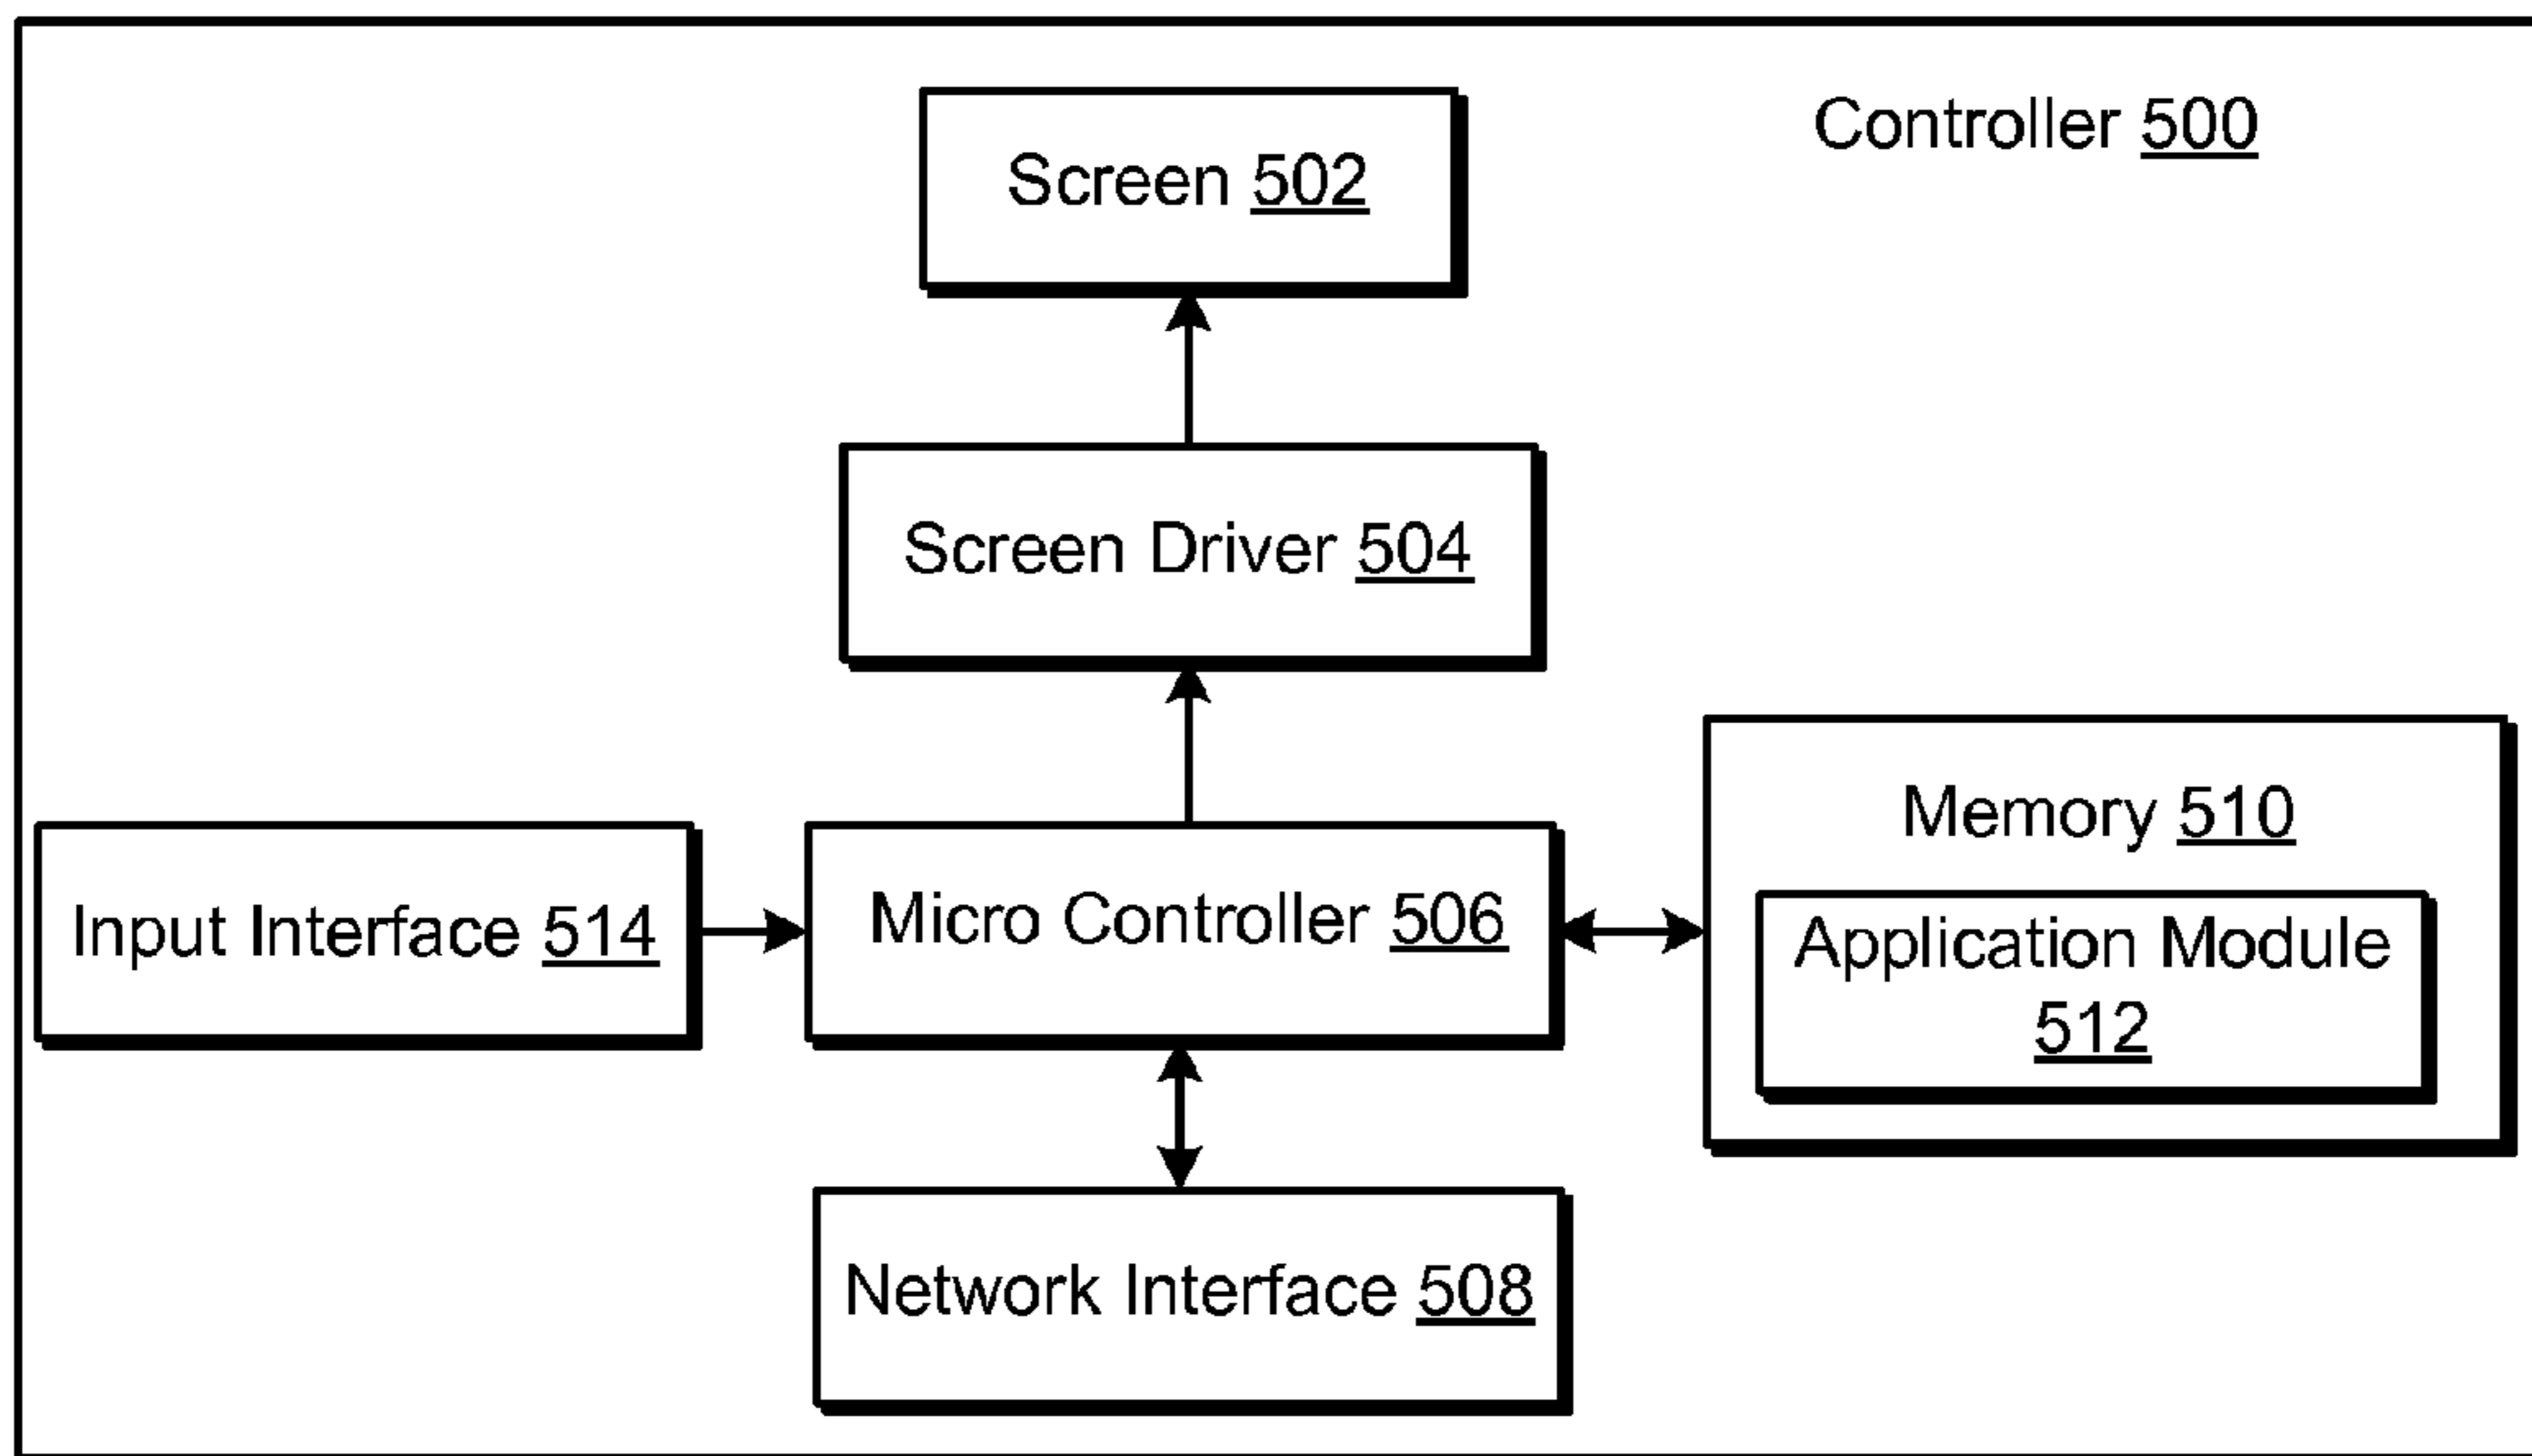 Controller 500
Screen 502
Screen Driver 504
Memory 510
Input Interface 514
Micro Controller 506
Application Module
512
Network Interface 508